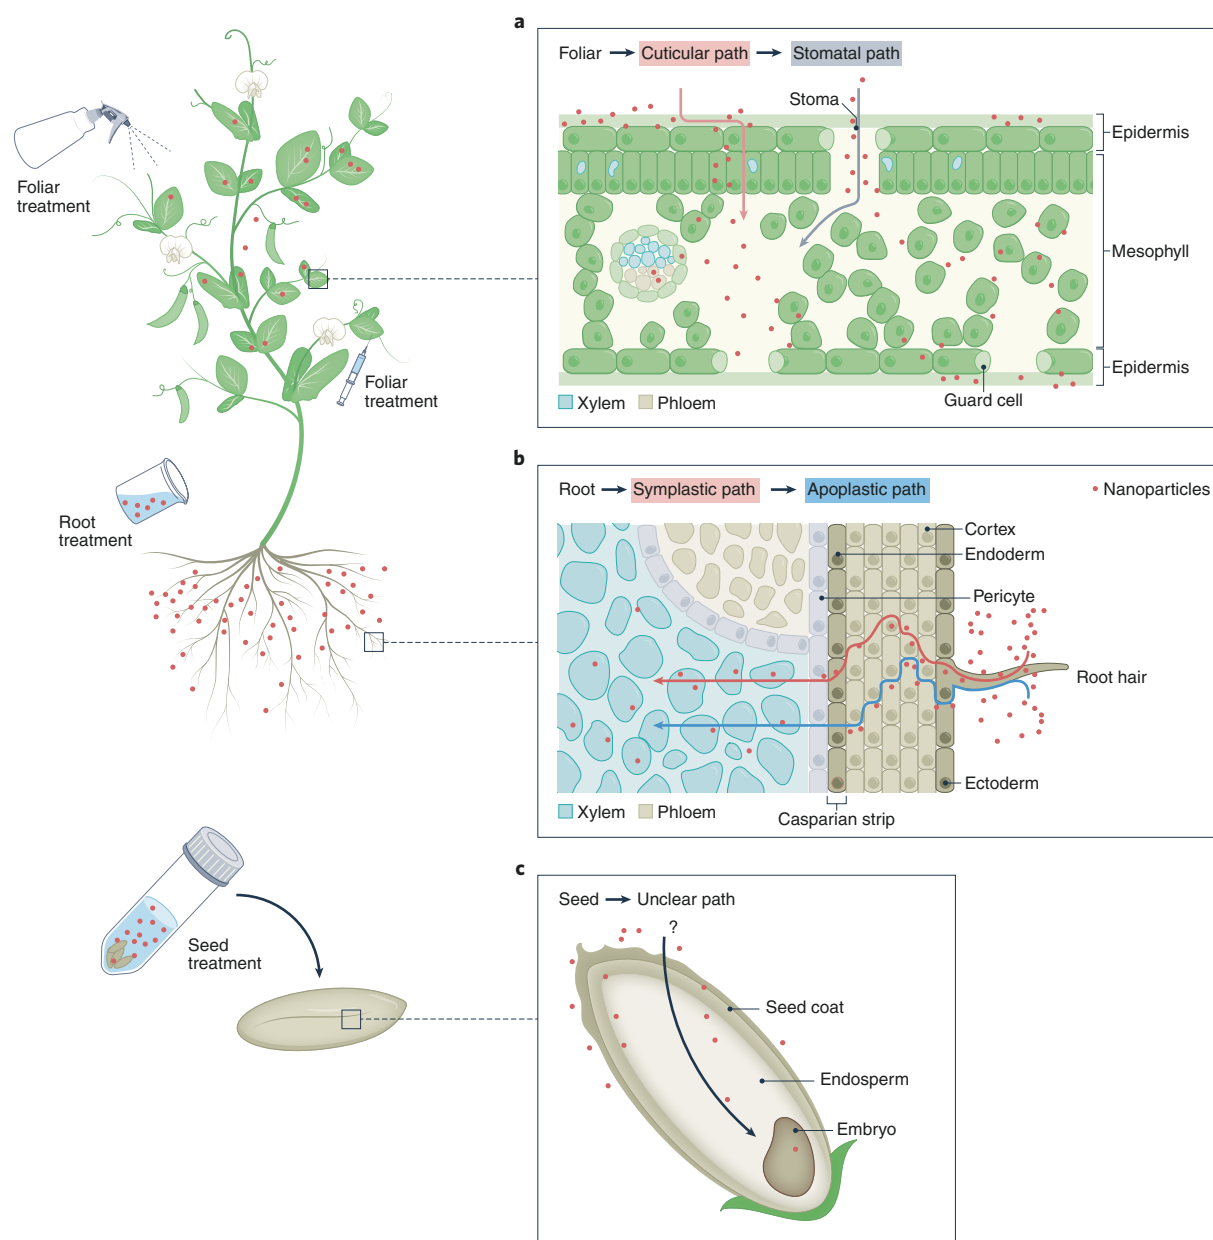 a
Foliar → Cuticular path → Stomatal path
Stoma
Epidermis
Mesophyll
Epidermis
Guard cell
Xylem Phloem
Foliar
treatment
Foliar
treatment
b
Root → Symplastic path → Apoplastic path
Nanoparticles
Cortex
Endoderm
Pericyte
Root hair
Ectoderm
Xylem Phloem
Casparian strip
Root
treatment
c
Seed → Unclear path
?
Seed coat
Endosperm
Embryo
Seed
treatment